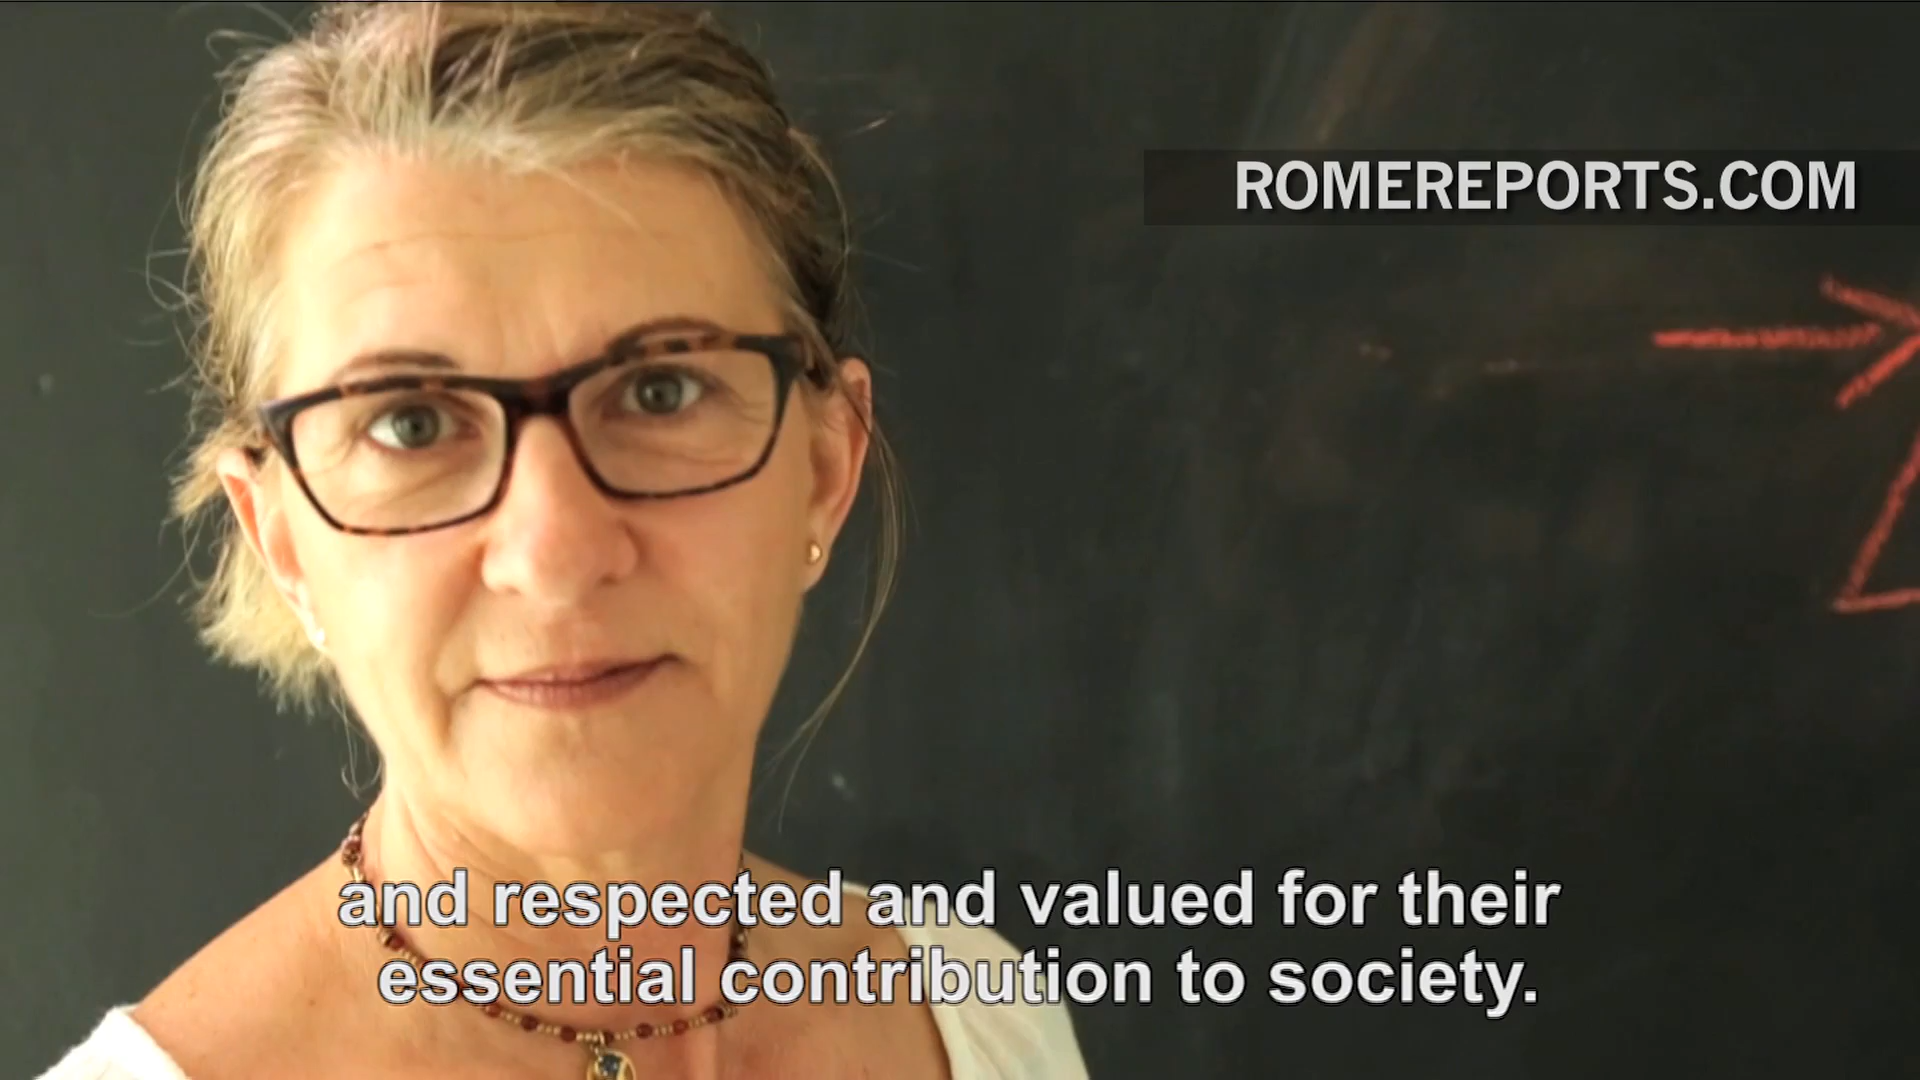 ROMEREPORTS.COM
and respected and valued for their
essential contribution to society.